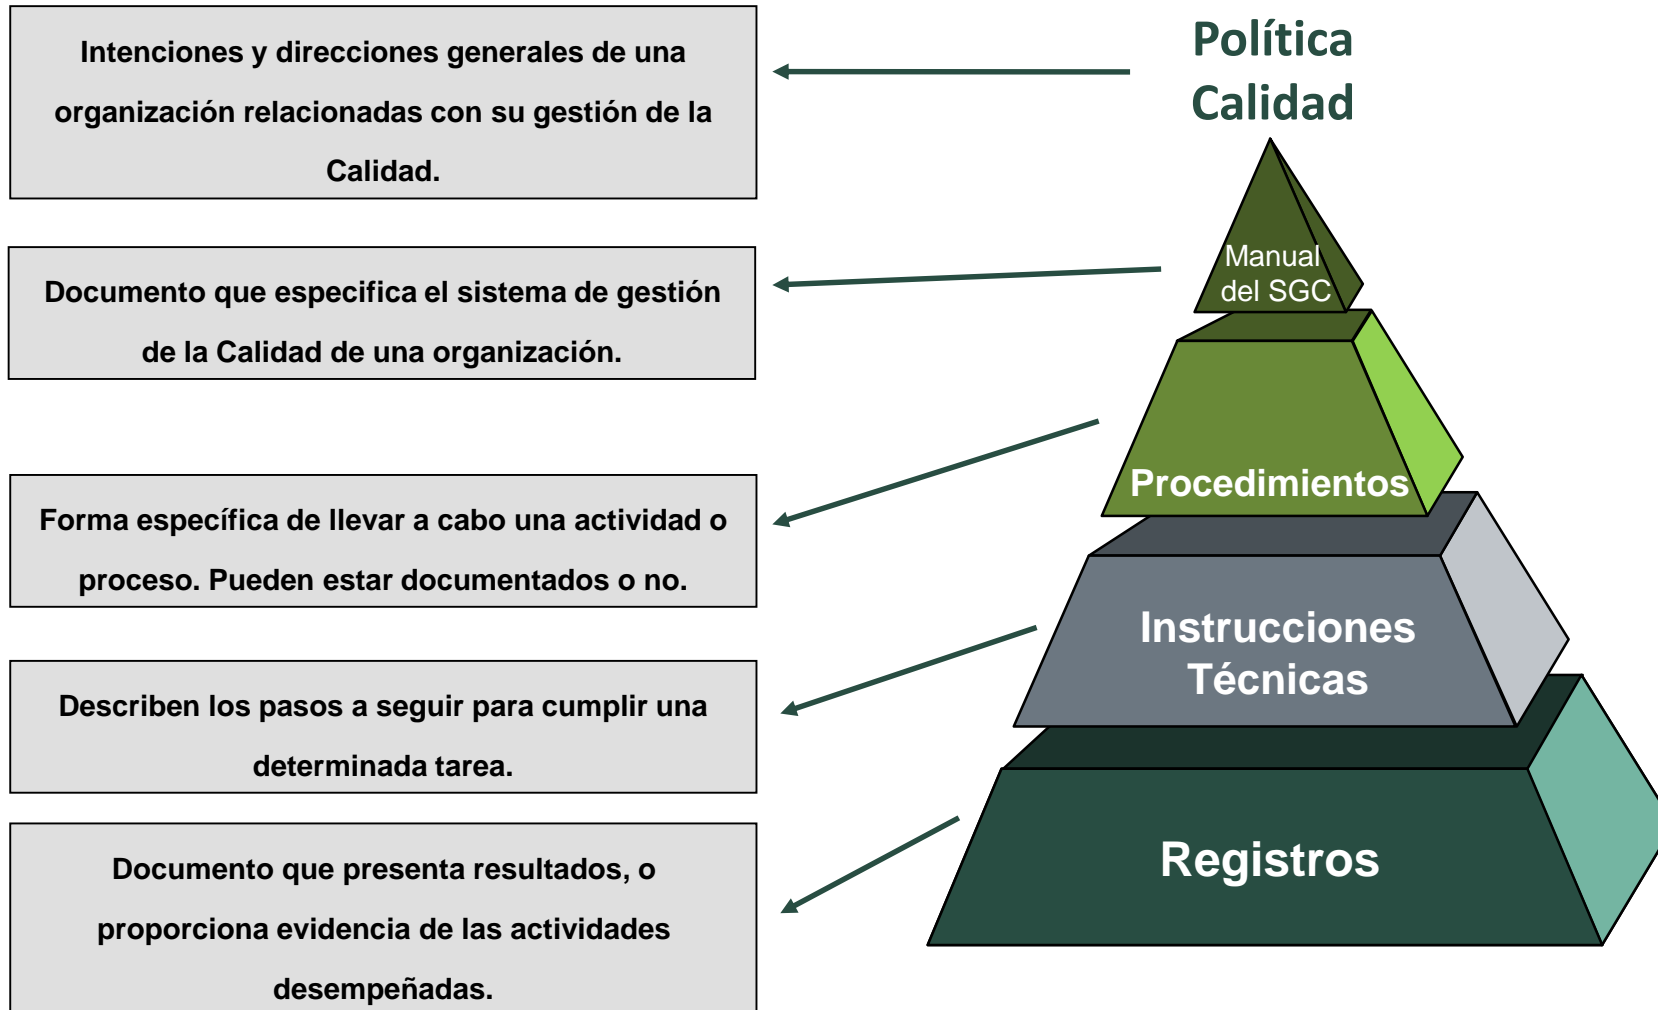 Política
Calidad
Intenciones y direcciones generales de una
organización relacionadas con su gestión de la
Calidad.
Manual
del SGC
Documento que especifica el sistema de gestión
de la Calidad de una organización.
Procedimientos
Forma específica de llevar a cabo una actividad o
proceso. Pueden estar documentados o no.
Instrucciones
Técnicas
Describen los pasos a seguir para cumplir una
determinada tarea.
Registros
Documento que presenta resultados, o
proporciona evidencia de las actividades
desempeñadas.